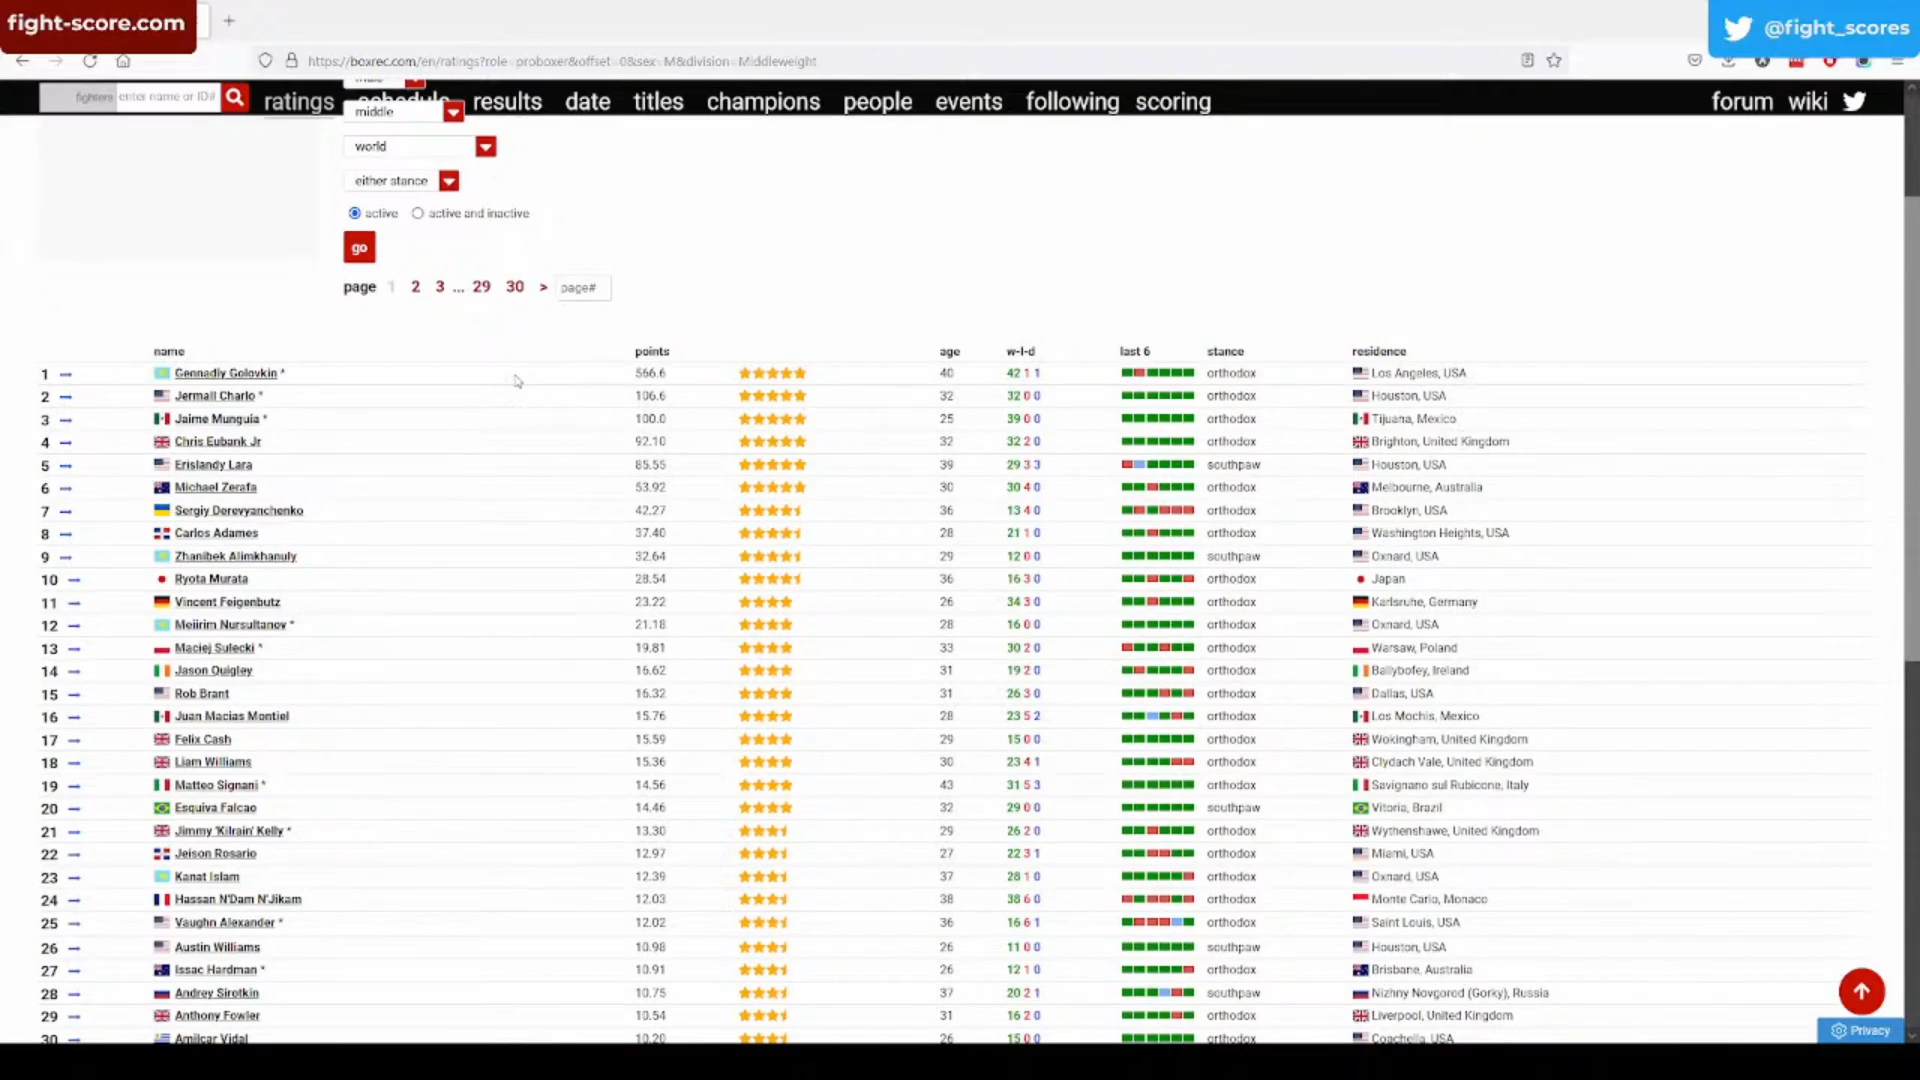 fight-score.com
@fight_scores
https://boxrec.com/en/ratings?role proboxer&offset 0&sex M&division Middleweight
fighters enter name or ID# ratings schedule results date titles champions people events following scoring forum wiki
middle
world
either stance
active active and inactive
go
page 1 2 3 ... 29 30 > page#
name points age w-l-d last 6 stance residence
1 Gennadiy Golovkin * 566.6 40 42 1 1 orthodox Los Angeles, USA
2 Jermall Charlo * 106.6 32 32 0 0 orthodox Houston, USA
3 Jaime Munguia * 100.0 25 39 0 0 orthodox Tijuana, Mexico
4 Chris Eubank Jr 92.10 32 32 2 0 orthodox Brighton, United Kingdom
5 Erislandy Lara 85.55 39 29 3 3 southpaw Houston, USA
6 Michael Zerafa 53.92 30 30 4 0 orthodox Melbourne, Australia
7 Sergiy Derevyanchenko 42.27 36 13 4 0 orthodox Brooklyn, USA
8 Carlos Adames 37.40 28 21 1 0 orthodox Washington Heights, USA
9 Zhanibek Alimkhanuly 32.64 29 12 0 0 southpaw Oxnard, USA
10 Ryota Murata 28.54 36 16 3 0 orthodox Japan
11 Vincent Feigenbutz 23.22 26 34 3 0 orthodox Karlsruhe, Germany
12 Meiirim Nursultanov * 21.18 28 16 0 0 orthodox Oxnard, USA
13 Maciej Sulecki * 19.81 33 30 2 0 orthodox Warsaw, Poland
14 Jason Quigley 16.62 31 19 2 0 orthodox Ballybofey, Ireland
15 Rob Brant 16.32 31 26 3 0 orthodox Dallas, USA
16 Juan Macias Montiel 15.76 28 23 5 2 orthodox Los Mochis, Mexico
17 Felix Cash 15.59 29 15 0 0 orthodox Wokingham, United Kingdom
18 Liam Williams 15.36 30 23 4 1 orthodox Clydach Vale, United Kingdom
19 Matteo Signani * 14.56 43 31 5 3 orthodox Savignano sul Rubicone, Italy
20 Esquiva Falcao 14.46 32 29 0 0 southpaw Vitoria, Brazil
21 Jimmy 'Kilrain' Kelly * 13.30 29 26 2 0 orthodox Wythenshawe, United Kingdom
22 Jeison Rosario 12.97 27 22 3 1 orthodox Miami, USA
23 Kanat Islam 12.39 37 28 1 0 orthodox Oxnard, USA
24 Hassan N'Dam N'Jikam 12.03 38 38 6 0 orthodox Monte Carlo, Monaco
25 Vaughn Alexander * 12.02 36 16 6 1 orthodox Saint Louis, USA
26 Austin Williams 10.98 26 11 0 0 southpaw Houston, USA
27 Issac Hardman * 10.91 26 12 1 0 orthodox Brisbane, Australia
28 Andrey Sirotkin 10.75 37 20 2 1 southpaw Nizhny Novgorod (Gorky), Russia
29 Anthony Fowler 10.54 31 16 2 0 orthodox Liverpool, United Kingdom
30 Amilcar Vidal 10.20 26 15 0 0 orthodox Coachella, USA
Privacy